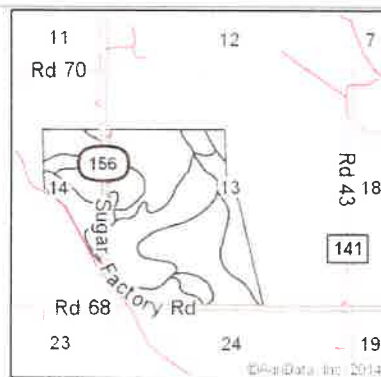 11 12 7
Rd 70
156
14 13 Rd 43 18
Sugar Factory Rd
141
Rd 68
23 24 19
©AgriData, Inc. 2014